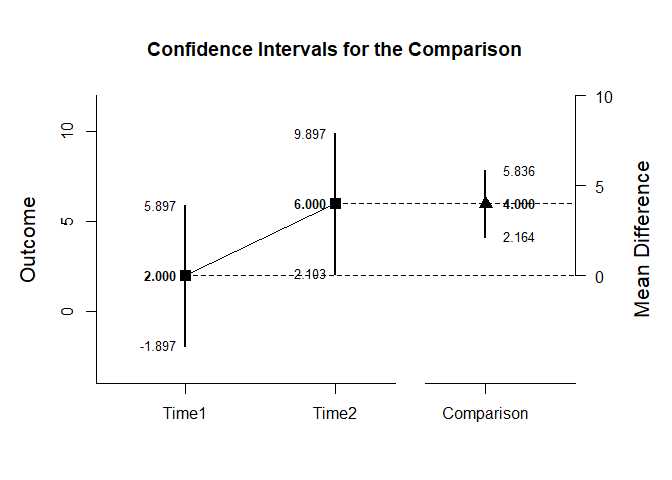 Confidence Intervals for the Comparison
10
5
0
Outcome
5.897
2.000
-1.897
9.897
6.000
2.103
5.836
4.000
2.164
10
5
0
Mean Difference
Time1
Time2
Comparison